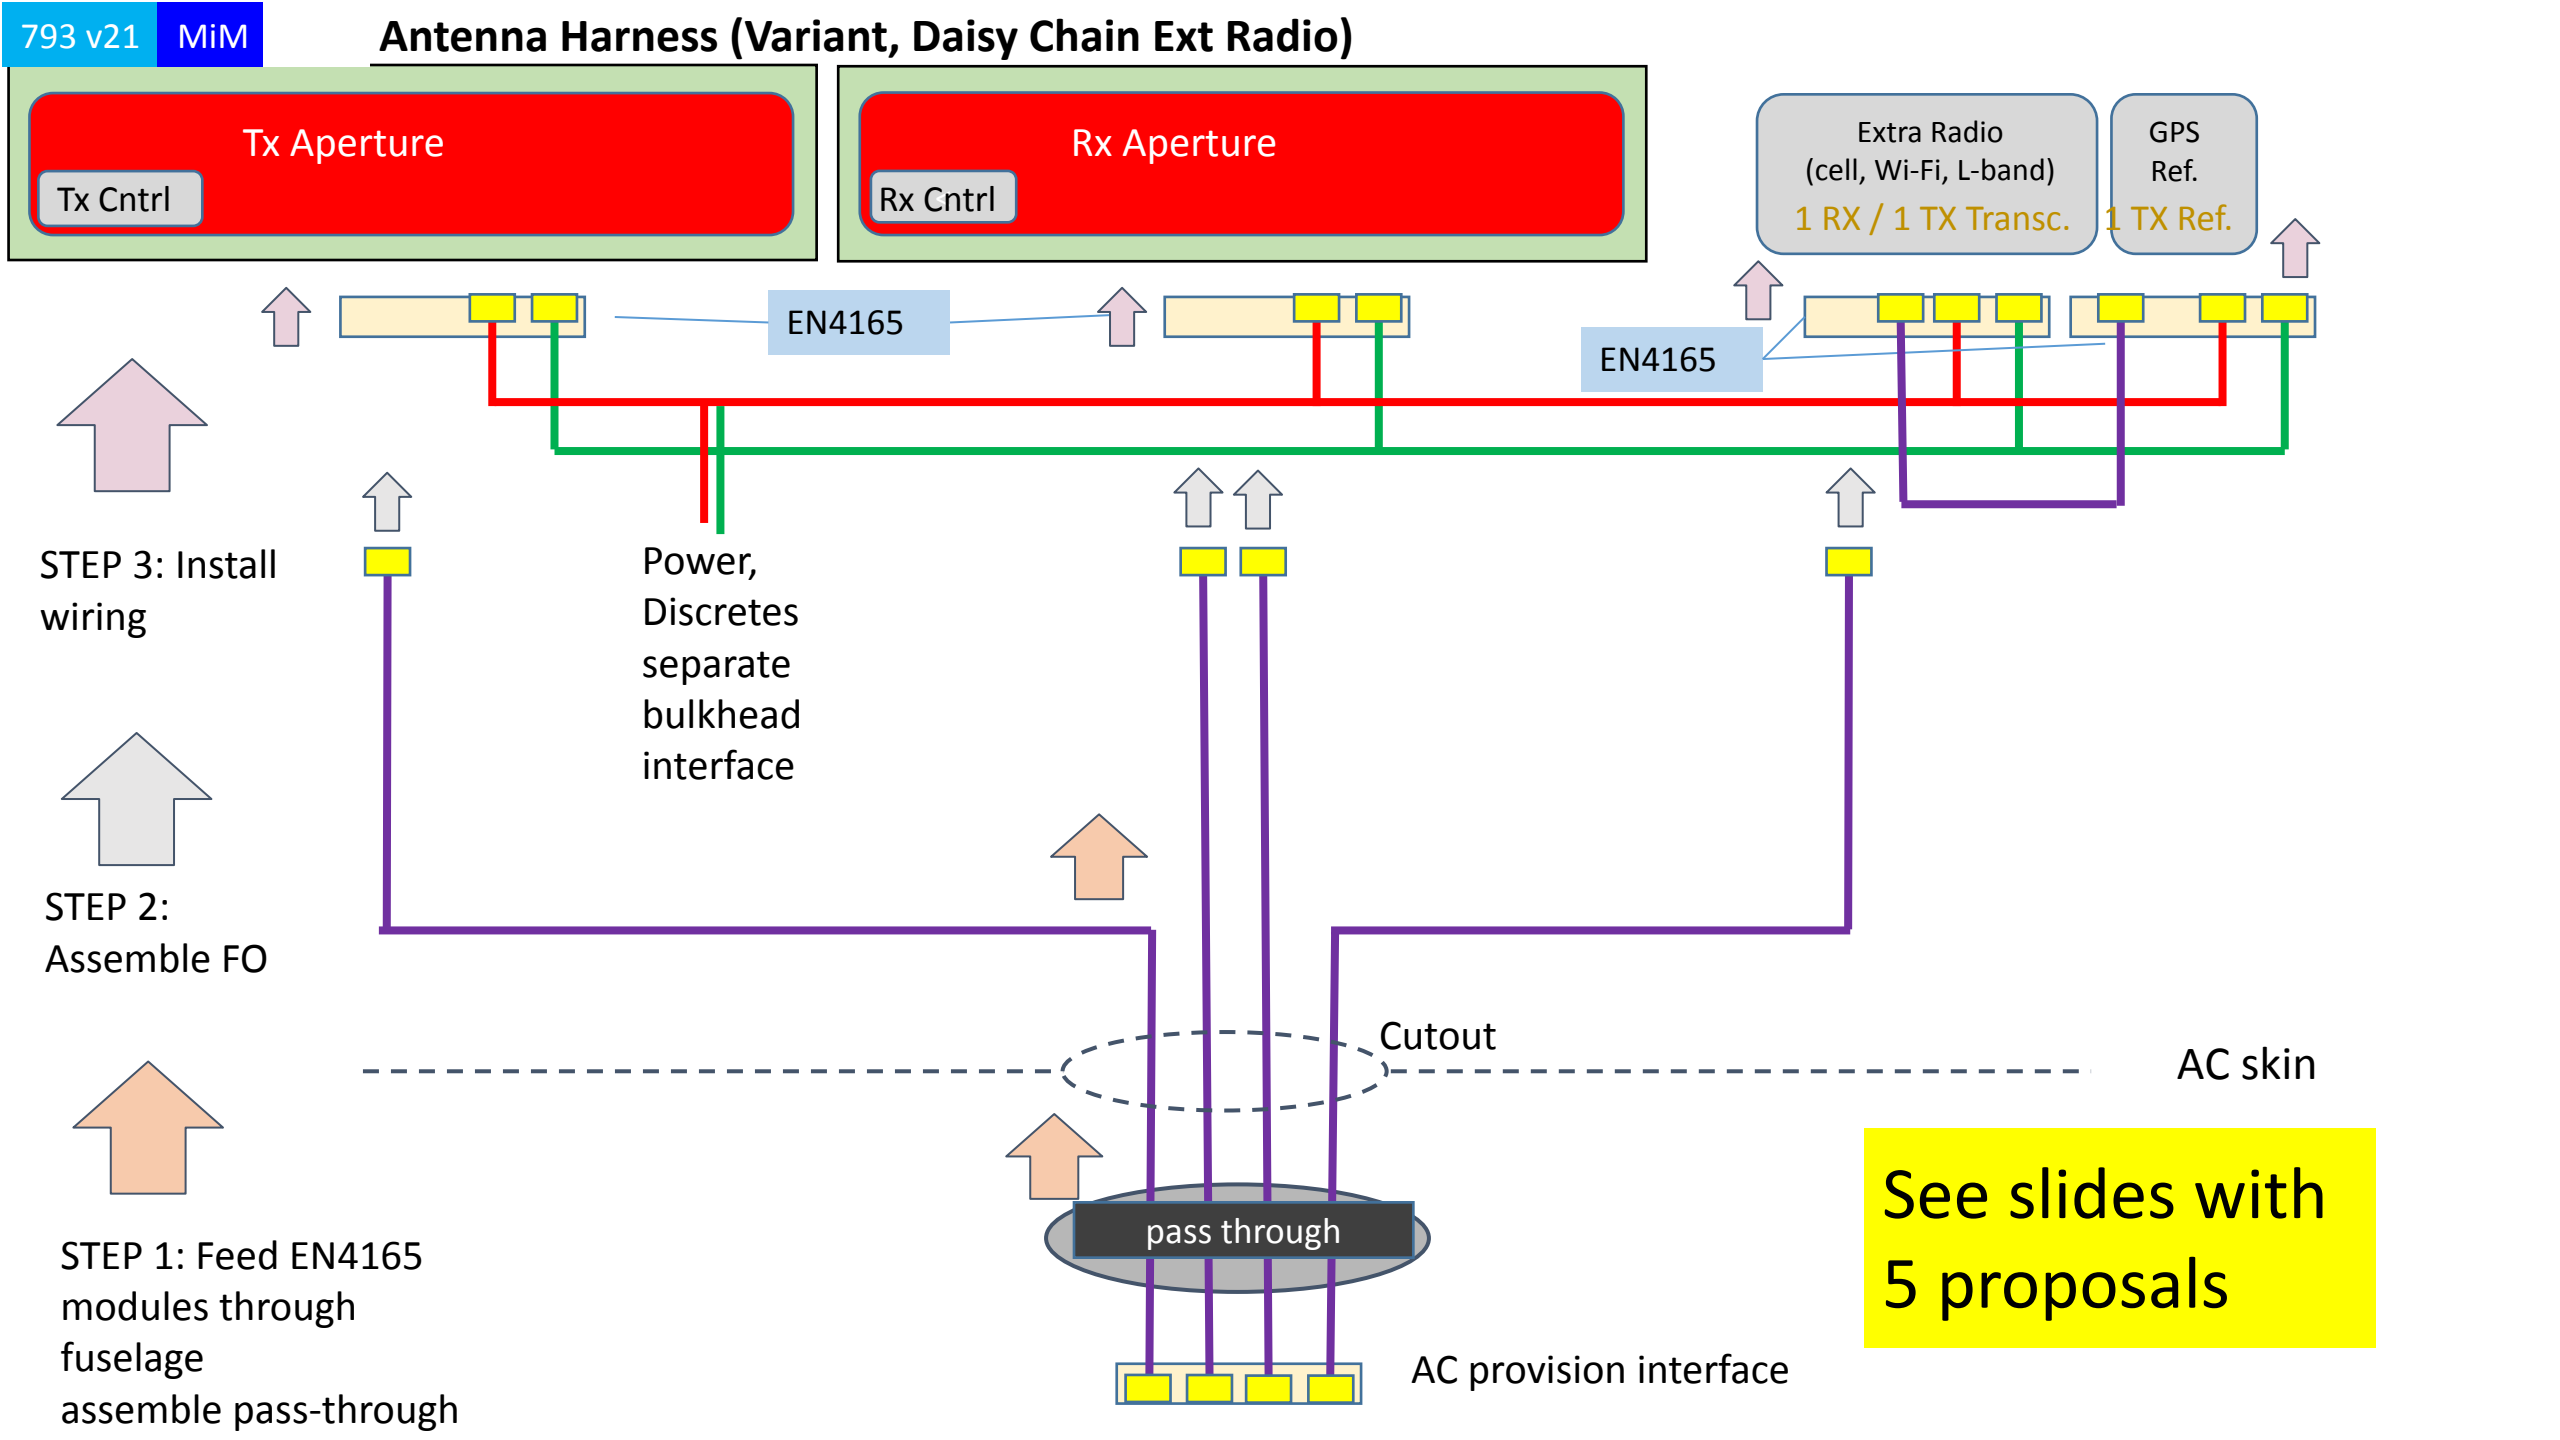 793 v21
MiM
Antenna Harness (Variant, Daisy Chain Ext Radio)
Tx Aperture
Tx Cntrl
Rx Aperture
Rx Cntrl
Extra Radio
(cell, Wi-Fi, L-band)
1 RX / 1 TX Transc.
GPS
Ref.
1 TX Ref.
EN4165
EN4165
STEP 3: Install
wiring
Power,
Discretes
separate
bulkhead
interface
STEP 2:
Assemble FO
Cutout
AC skin
STEP 1: Feed EN4165
modules through
fuselage
assemble pass-through
pass through
AC provision interface
See slides with
5 proposals